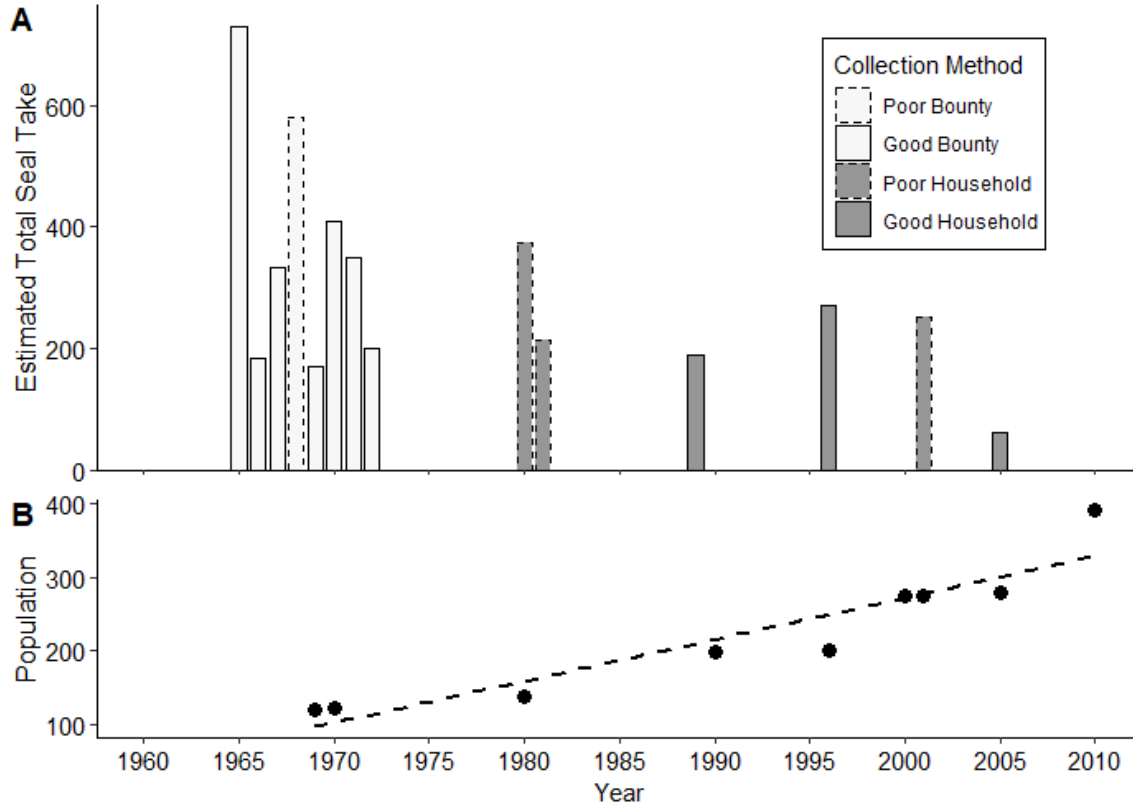 A
Estimated Total Seal Take
600
400
200
0
Collection Method
Poor Bounty
Good Bounty
Poor Household
Good Household
B
Population
400
300
200
100
1960 1965 1970 1975 1980 1985 1990 1995 2000 2005 2010
Year